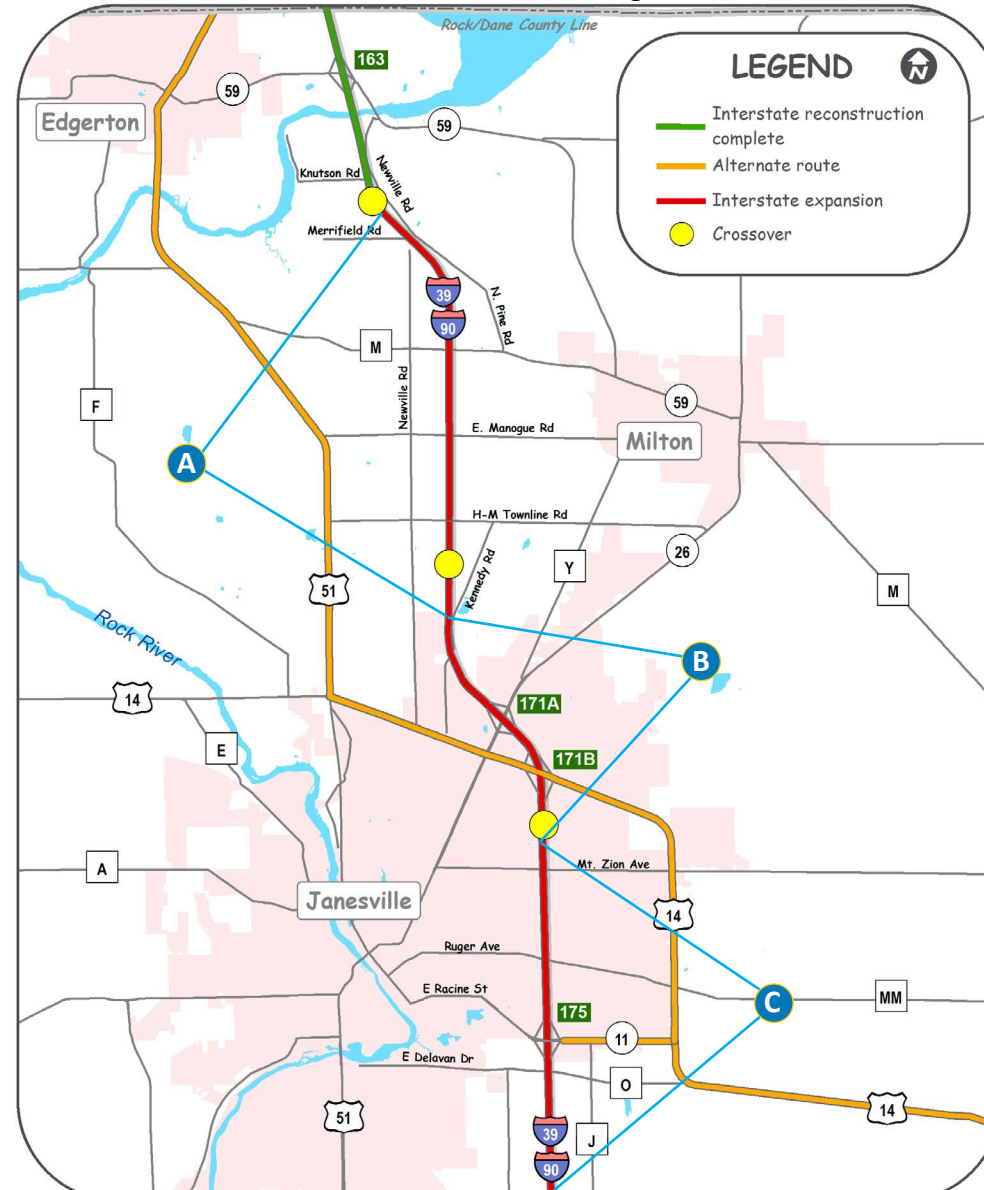 Rock/Dane County Line
LEGEND
N
Interstate reconstruction
complete
Alternate route
Interstate expansion
Crossover
163
59
Edgerton
59
Knutson Rd
Newville Rd
Merrifield Rd
39
90
N. Pine Rd
M
Newville Rd
F
59
E. Manogue Rd
Milton
A
H-M Townline Rd
26
Kennedy Rd
Y
51
M
Rock River
B
14
171A
E
171B
Mt. Zion Ave
A
Janesville
14
Ruger Ave
E Racine St
MM
C
175
11
E Delavan Dr
O
51
14
39
J
90